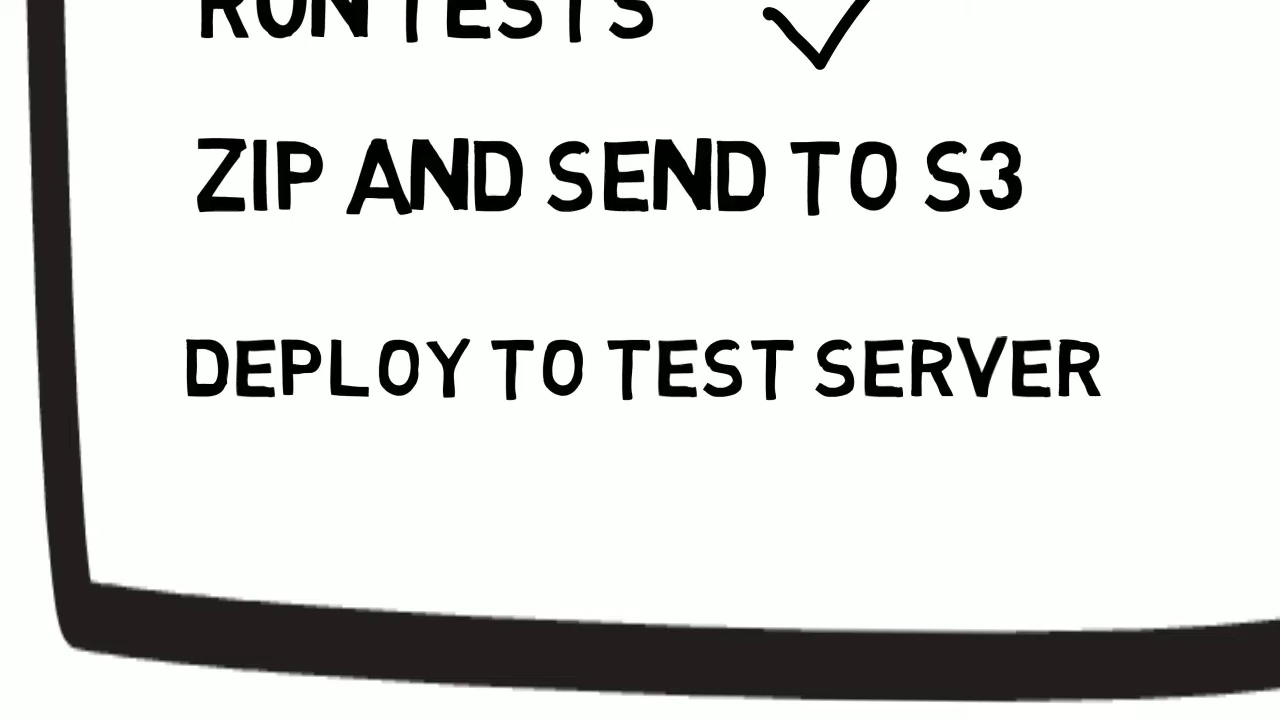 RUN TESTS
ZIP AND SEND TO S3
DEPLOY TO TEST SERVER